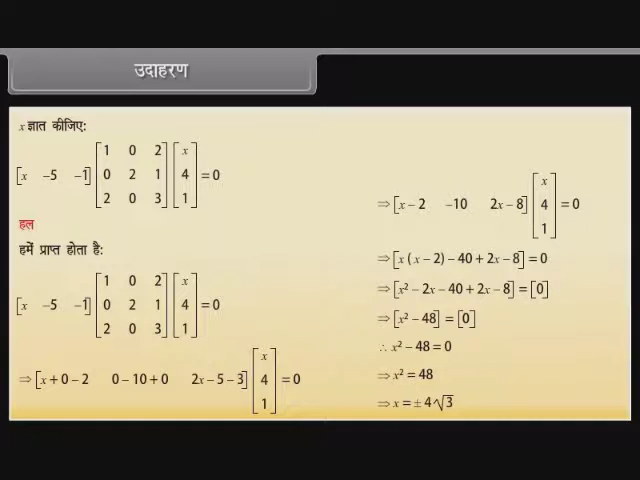 उदाहरण
x ज्ञात कीजिए:
[x –5 –1] [1 0 2; 0 2 1; 2 0 3] [x; 4; 1] = 0
हल
हमें प्राप्त होता है:
[x –5 –1] [1 0 2; 0 2 1; 2 0 3] [x; 4; 1] = 0
⇒ [x + 0 – 2 0 – 10 + 0 2x – 5 – 3] [x; 4; 1] = 0
⇒ [x – 2 –10 2x – 8] [x; 4; 1] = 0
⇒ [x (x – 2) – 40 + 2x – 8] = 0
⇒ [x² – 2x – 40 + 2x – 8] = [0]
⇒ [x² – 48] = [0]
∴ x² – 48 = 0
⇒ x² = 48
⇒ x = ± 4√3